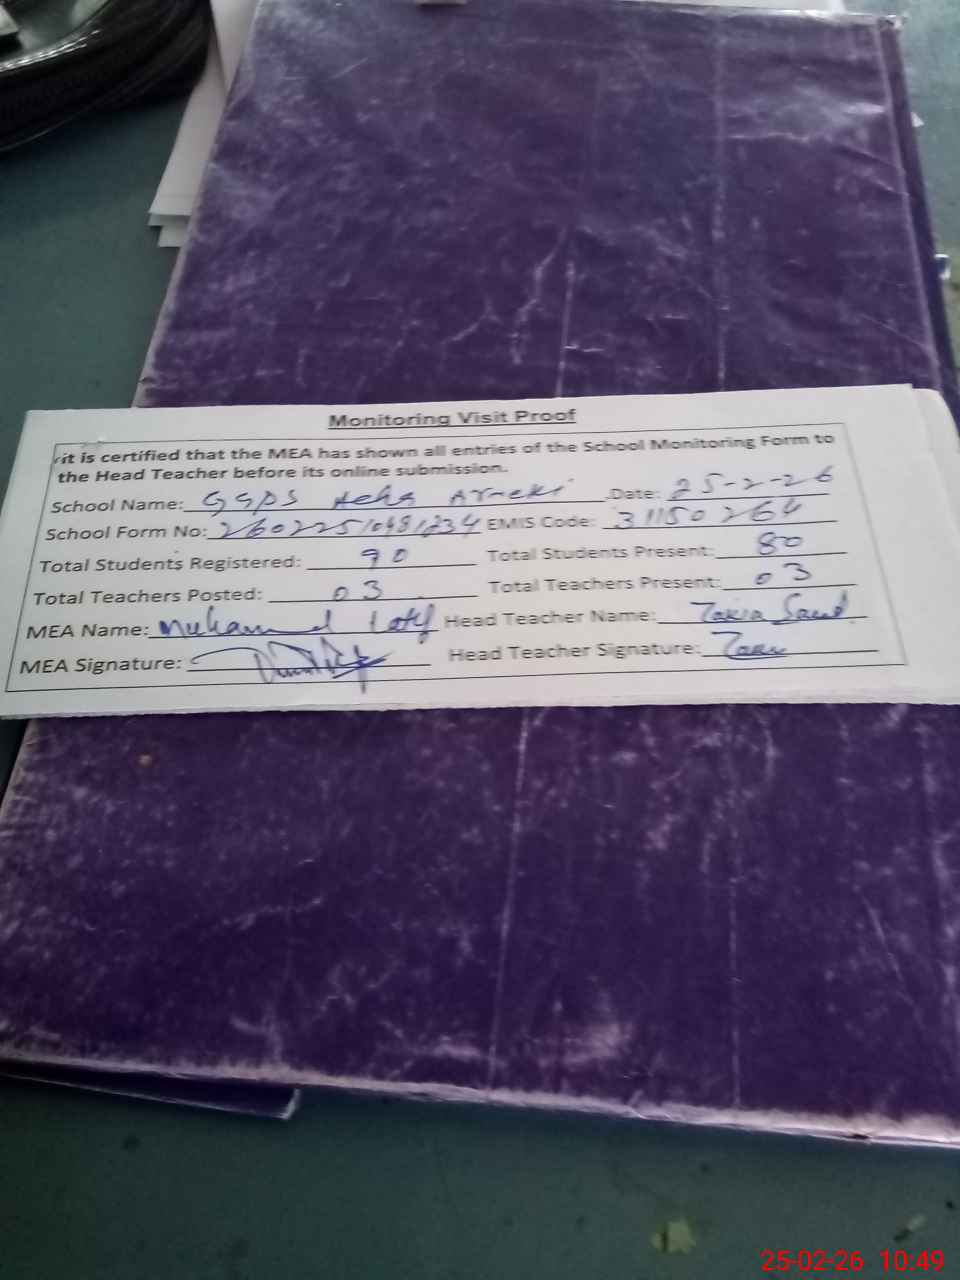 Monitoring Visit Proof
it is certified that the MEA has shown all entries of the School Monitoring Form to
the Head Teacher before its online submission.
School Name: GGPS Date: 25-2-26
School Form No: EMIS Code: 31150264
Total Students Registered: 90 Total Students Present: 80
Total Teachers Posted: 03 Total Teachers Present: 03
MEA Name: Muhammad Latif Head Teacher Name: Zakia
MEA Signature: Head Teacher Signature:
25-02-26 10:49